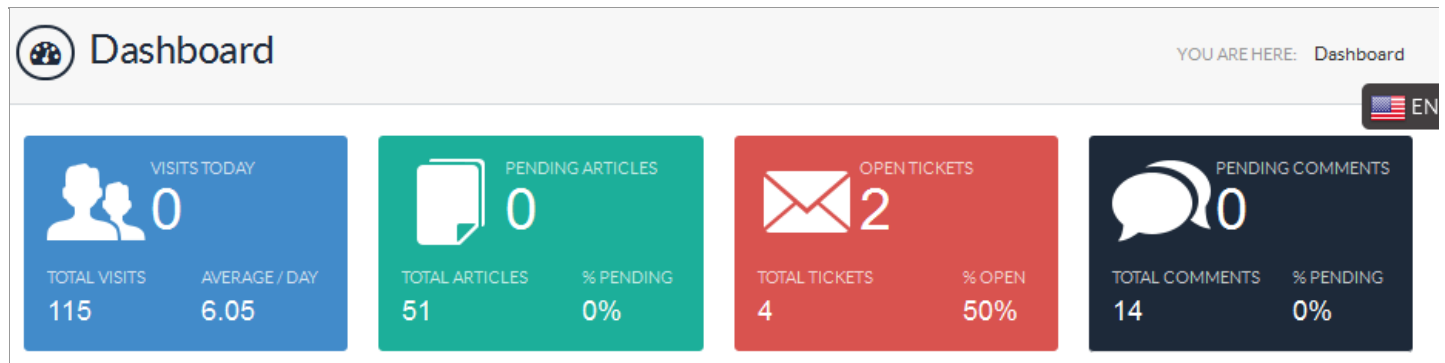 Dashboard
YOU ARE HERE: Dashboard
EN
VISITS TODAY
0
TOTAL VISITS AVERAGE / DAY
115 6.05
PENDING ARTICLES
0
TOTAL ARTICLES % PENDING
51 0%
OPEN TICKETS
2
TOTAL TICKETS % OPEN
4 50%
PENDING COMMENTS
0
TOTAL COMMENTS % PENDING
14 0%